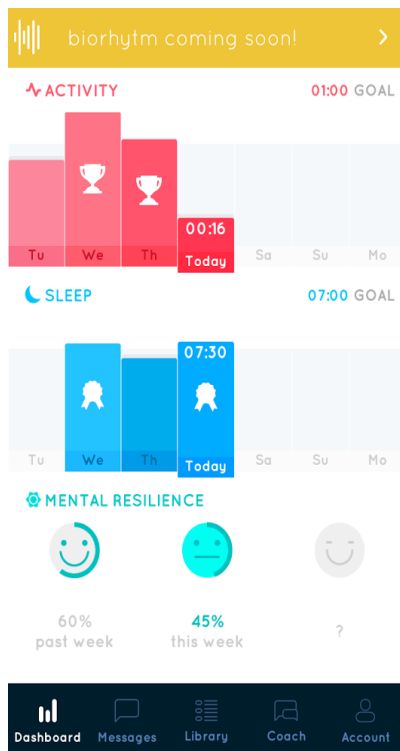 biorhytm coming soon!
ACTIVITY 01:00 GOAL
00:16
Tu We Th Today Sa Su Mo
SLEEP 07:00 GOAL
07:30
Tu We Th Today Sa Su Mo
MENTAL RESILIENCE
60% 45% ?
past week this week
Dashboard Messages Library Coach Account